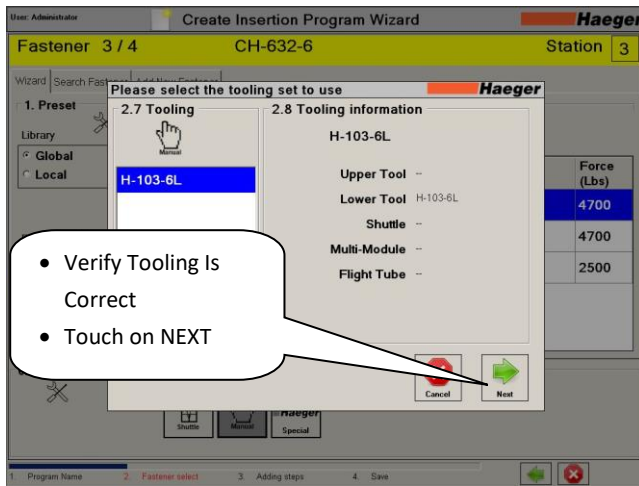 User: Administrator
Create Insertion Program Wizard
Haeger
Fastener 3 / 4
CH-632-6
Station 3
Wizard
Search Fastener
Please select the tooling set to use
Haeger
1. Preset
Library
Global
Local
2.7 Tooling
Manual
H-103-6L
2.8 Tooling information
H-103-6L
Upper Tool --
Lower Tool H-103-6L
Shuttle --
Multi-Module --
Flight Tube --
Force
(Lbs)
4700
4700
2500
• Verify Tooling Is
Correct
• Touch on NEXT
Cancel
Next
Shuttle
Manual
Haeger
Special
1. Program Name
2. Fastener select
3. Adding steps
4. Save